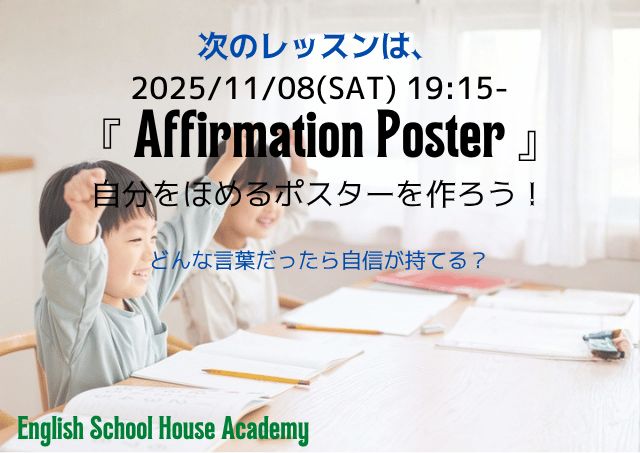 次のレッスンは、
2025/11/08(SAT) 19:15-
『 Affirmation Poster 』
自分をほめるポスターを作ろう！
どんな言葉だったら自信が持てる？
English School House Academy